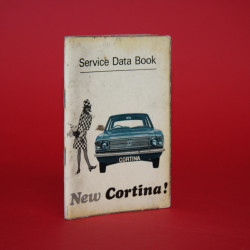 Service Data Book
CORTINA
New Cortina!